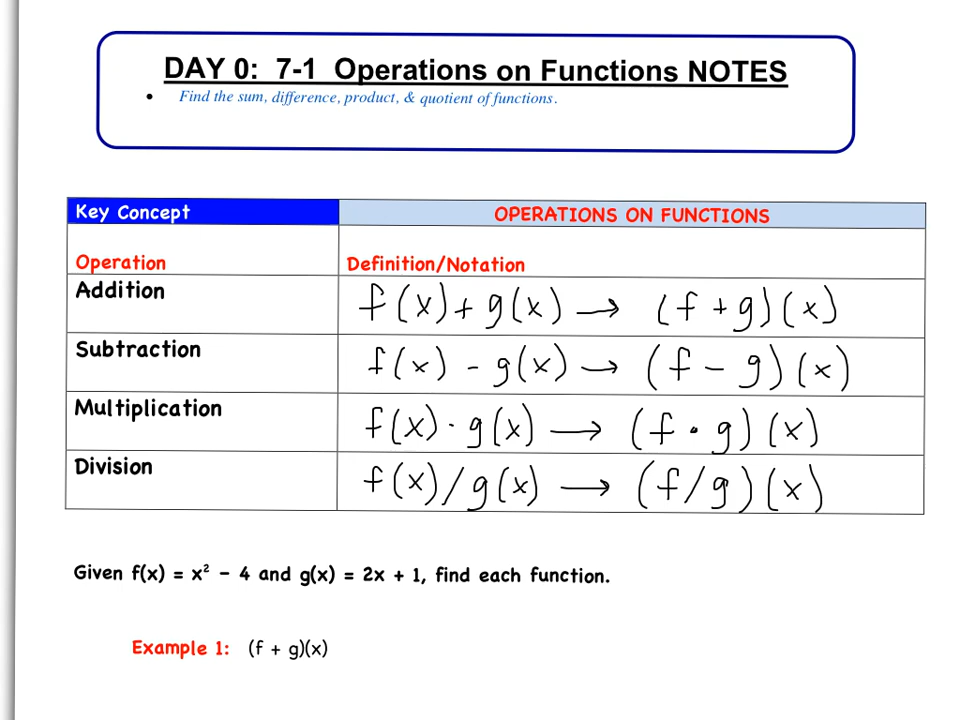 DAY 0: 7-1 Operations on Functions NOTES
• Find the sum, difference, product, & quotient of functions.
Key Concept OPERATIONS ON FUNCTIONS
Operation Definition/Notation
Addition f(x) + g(x) → (f + g)(x)
Subtraction f(x) - g(x) → (f - g)(x)
Multiplication f(x) · g(x) → (f · g)(x)
Division f(x)/g(x) → (f/g)(x)
Given f(x) = x² – 4 and g(x) = 2x + 1, find each function.
Example 1: (f + g)(x)